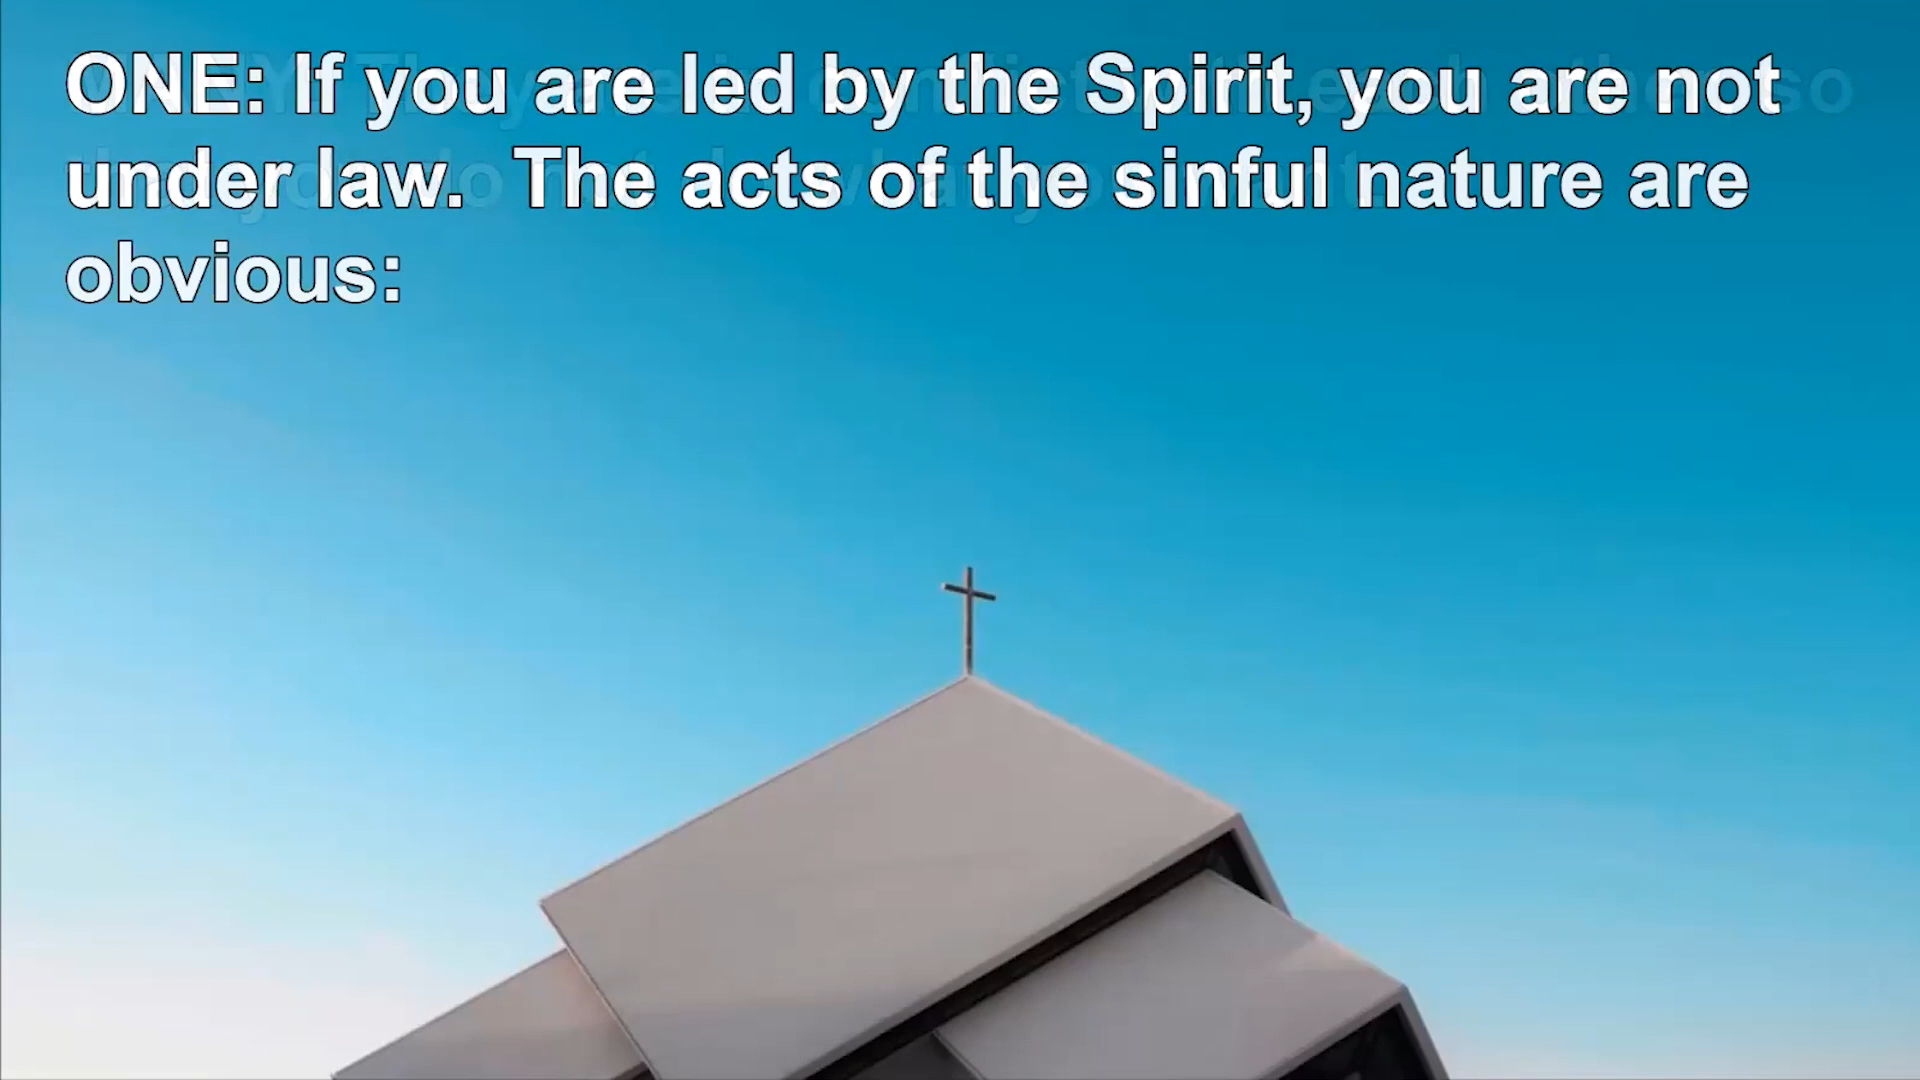 ONE: If you are led by the Spirit, you are not
under law.  The acts of the sinful nature are
obvious: